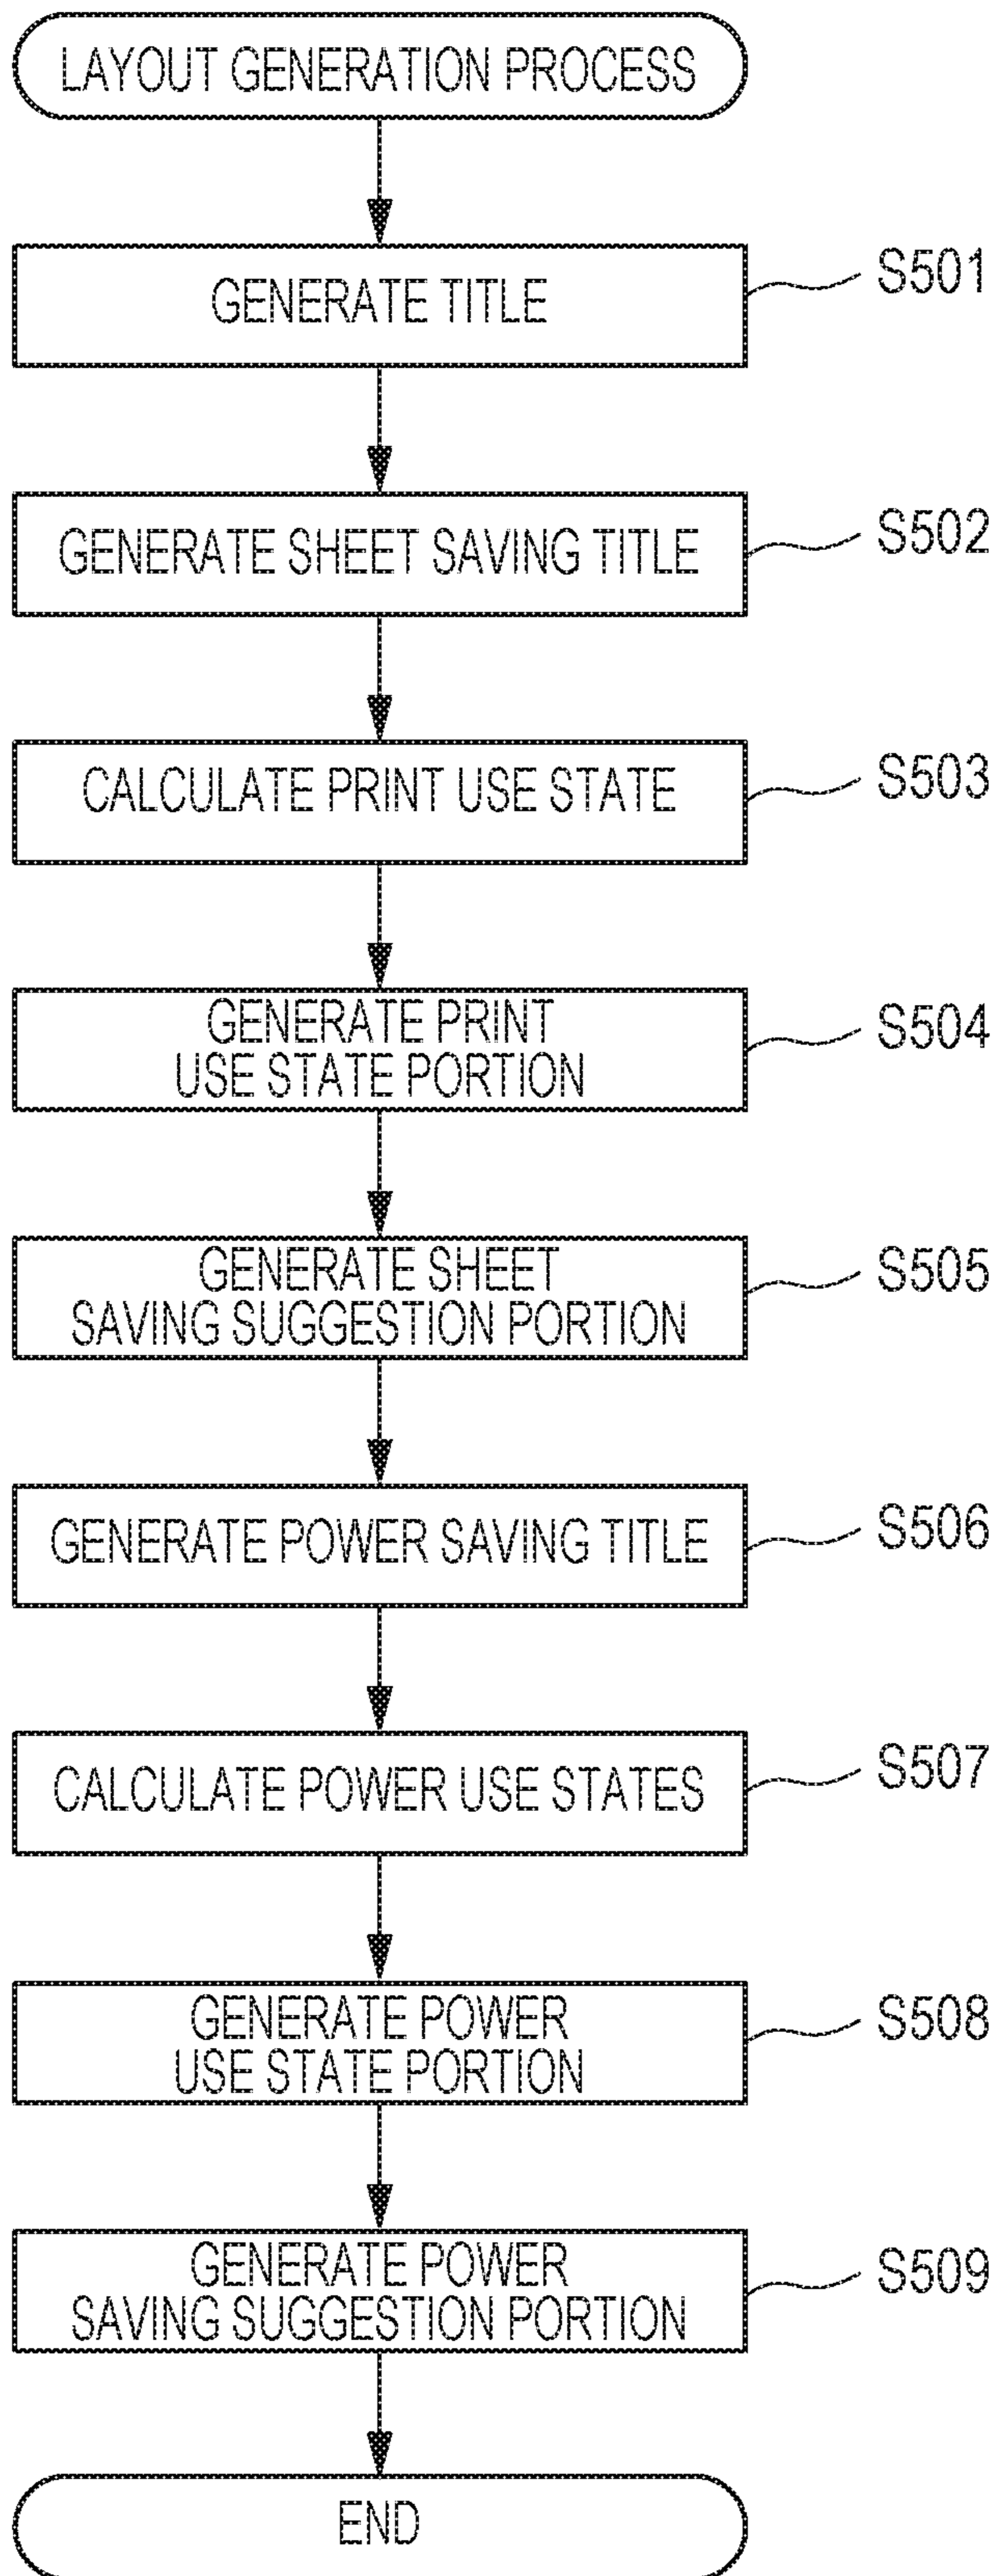 LAYOUT GENERATION PROCESS
GENERATE TITLE
S501
GENERATE SHEET SAVING TITLE
S502
CALCULATE PRINT USE STATE
S503
GENERATE PRINT
USE STATE PORTION
S504
GENERATE SHEET
SAVING SUGGESTION PORTION
S505
GENERATE POWER SAVING TITLE
S506
CALCULATE POWER USE STATES
S507
GENERATE POWER
USE STATE PORTION
S508
GENERATE POWER
SAVING SUGGESTION PORTION
S509
END